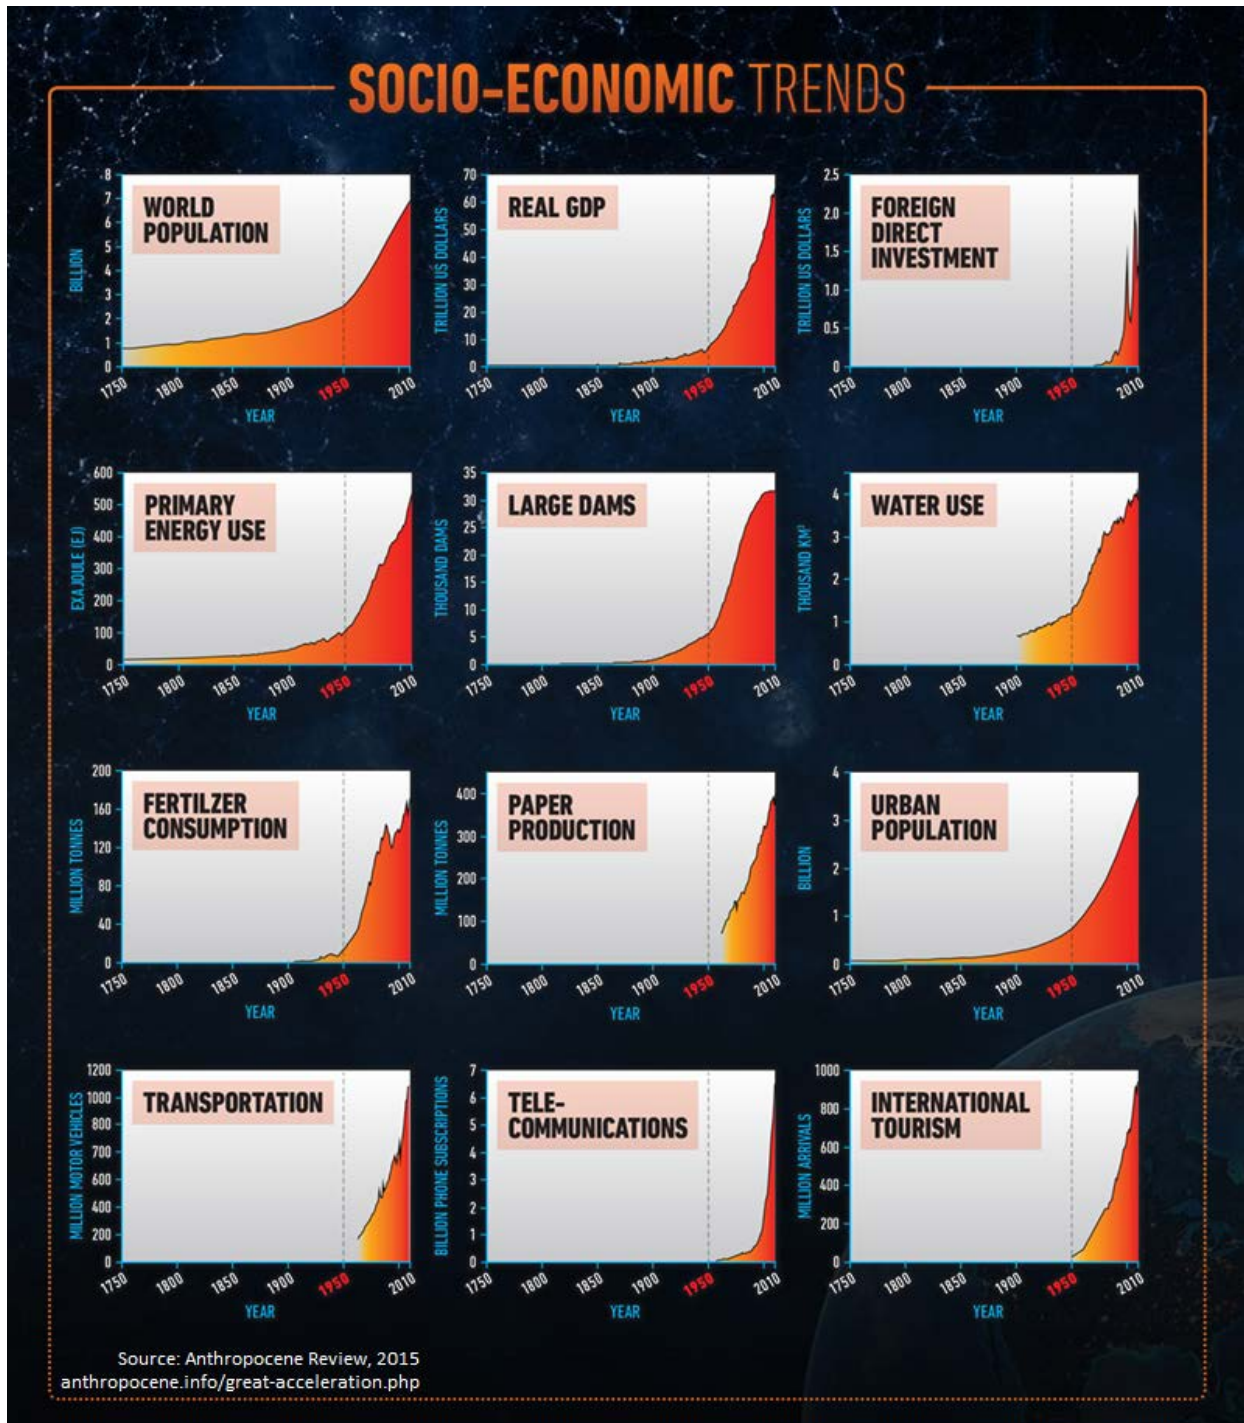 SOCIO-ECONOMIC TRENDS
WORLD
POPULATION
BILLION
8
7
6
5
4
3
2
1
0
1750 1800 1850 1900 1950 2010
YEAR
REAL GDP
TRILLION US DOLLARS
70
60
50
40
30
20
10
0
1750 1800 1850 1900 1950 2010
YEAR
FOREIGN
DIRECT
INVESTMENT
TRILLION US DOLLARS
2.5
2.0
1.5
1.0
0.5
0
1750 1800 1850 1900 1950 2010
YEAR
PRIMARY
ENERGY USE
EXAJOULE (EJ)
600
500
400
300
200
100
0
1750 1800 1850 1900 1950 2010
YEAR
LARGE DAMS
THOUSAND DAMS
35
30
25
20
15
10
5
0
1750 1800 1850 1900 1950 2010
YEAR
WATER USE
THOUSAND KM³
4
3
2
1
0
1750 1800 1850 1900 1950 2010
YEAR
FERTILZER
CONSUMPTION
MILLION TONNES
200
160
120
80
40
0
1750 1800 1850 1900 1950 2010
YEAR
PAPER
PRODUCTION
MILLION TONNES
400
300
200
100
0
1750 1800 1850 1900 1950 2010
YEAR
URBAN
POPULATION
BILLION
4
3
2
1
0
1750 1800 1850 1900 1950 2010
YEAR
TRANSPORTATION
MILLION MOTOR VEHICLES
1200
1000
800
700
600
400
200
0
1750 1800 1850 1900 1950 2010
YEAR
TELE-
COMMUNICATIONS
BILLION PHONE SUBSCRIPTIONS
7
6
5
4
3
2
1
0
1750 1800 1850 1900 1950 2010
YEAR
INTERNATIONAL
TOURISM
MILLION ARRIVALS
1000
800
600
400
200
0
1750 1800 1850 1900 1950 2010
YEAR
Source: Anthropocene Review, 2015
anthropocene.info/great-acceleration.php